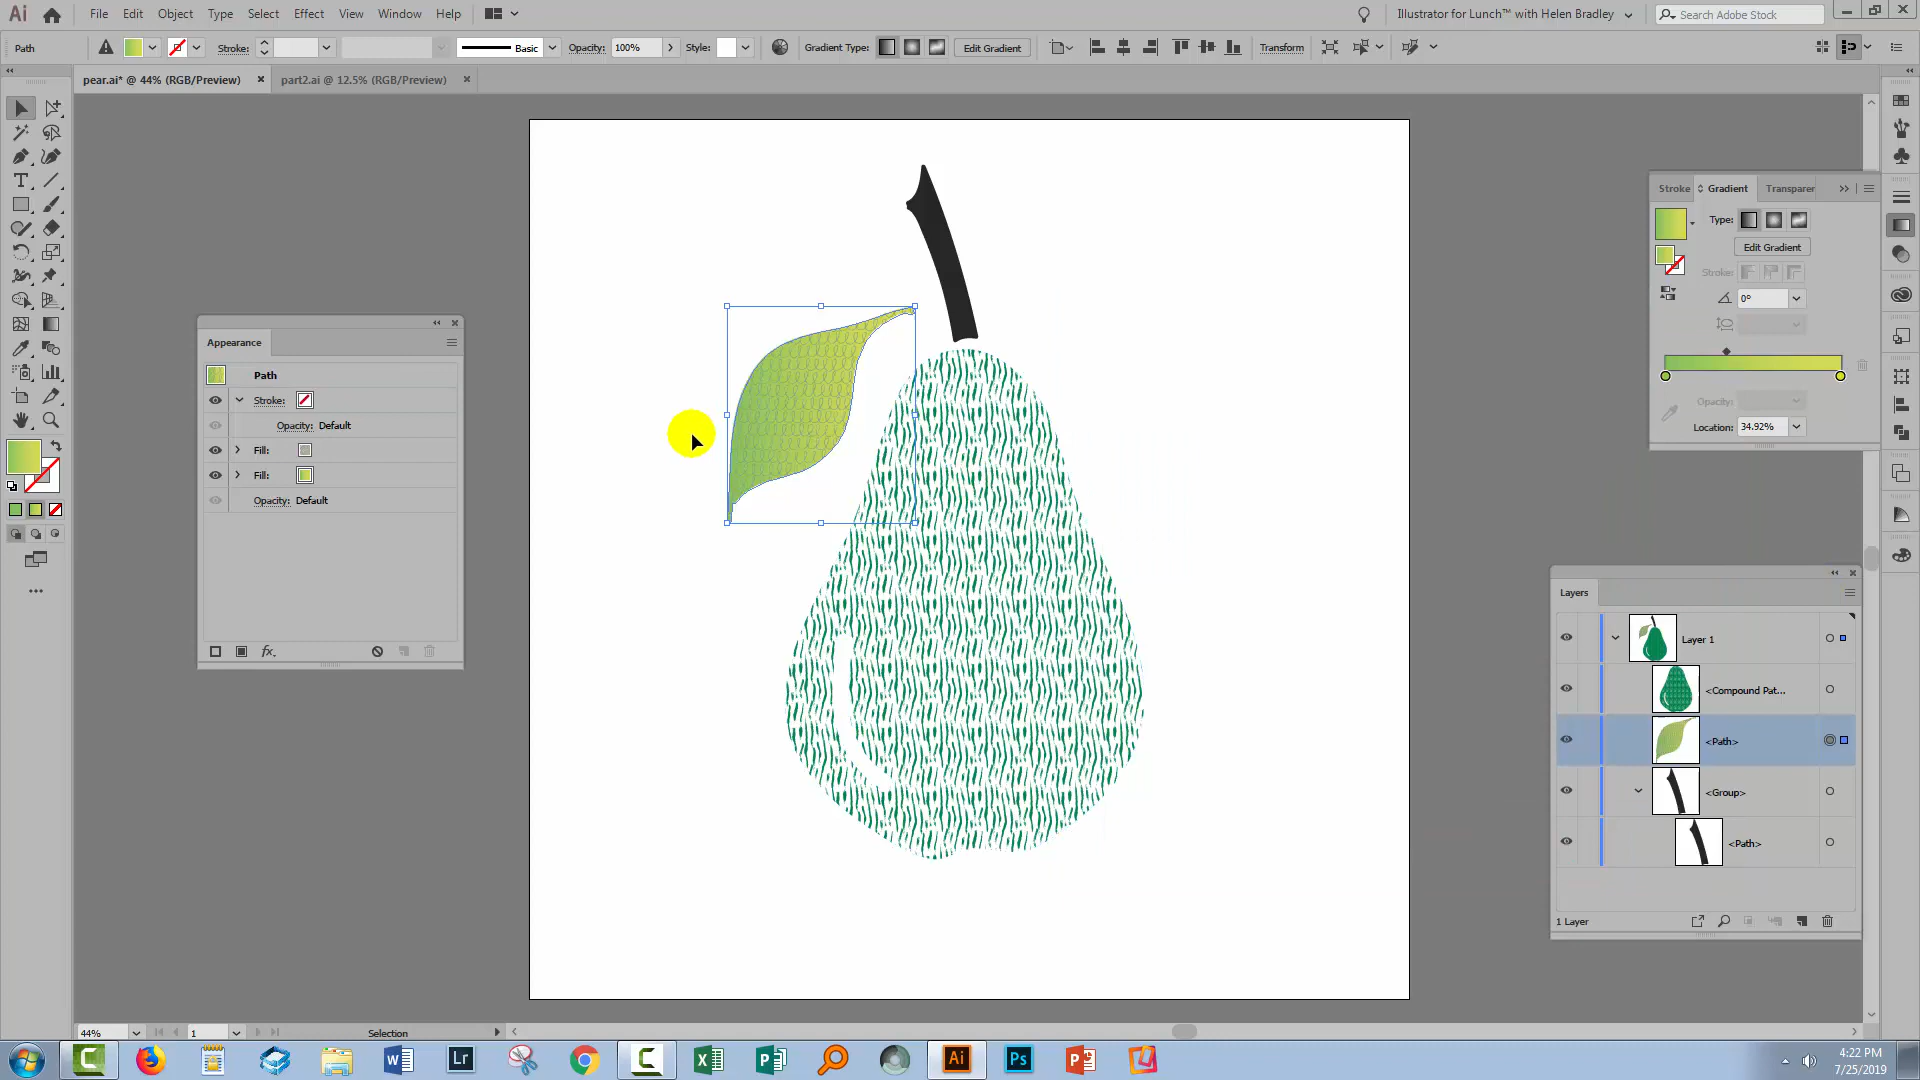 Ai File Edit Object Type Select Effect View Window Help Illustrator for Lunch™ with Helen Bradley Search Adobe Stock
Path Stroke: Basic Opacity: 100% Style: Gradient Type: Edit Gradient Transform
pear.ai* @ 44% (RGB/Preview) part2.ai @ 12.5% (RGB/Preview)
Stroke Gradient Transparer
Type:
Edit Gradient
Stroke:
0°
Opacity:
Location: 34.92%
Appearance
Path
Stroke:
Opacity: Default
Fill:
Fill:
Opacity: Default
fx
Layers
Layer 1
<Compound Pat...
<Path>
<Group>
<Path>
1 Layer
44% 1 Selection
Lr Ai Ps
4:22 PM
7/25/2019